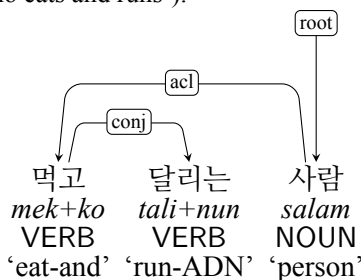 o eats and runs').
root
acl
conj
먹고 달리는 사람
mek+ko tali+nun salam
VERB VERB NOUN
‘eat-and’ ‘run-ADN’ ‘person’